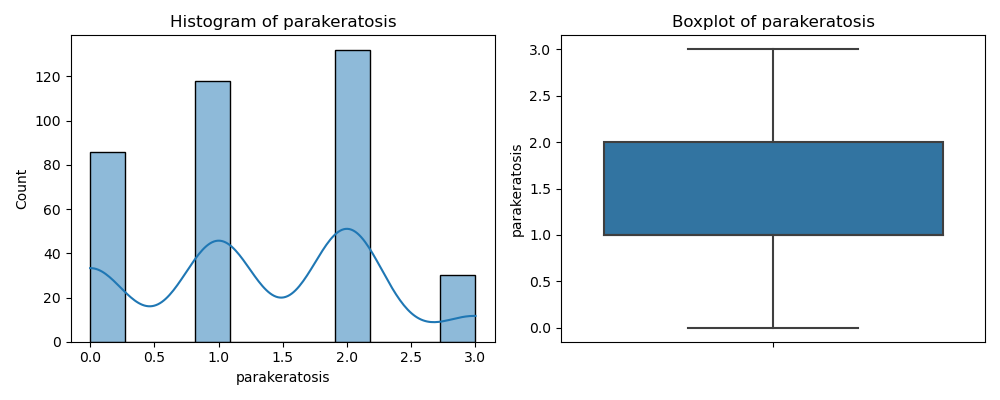 Histogram of parakeratosis
120
100
80
60
40
20
0
Count
0.0 0.5 1.0 1.5 2.0 2.5 3.0
parakeratosis
Boxplot of parakeratosis
3.0
2.5
2.0
1.5
1.0
0.5
0.0
parakeratosis